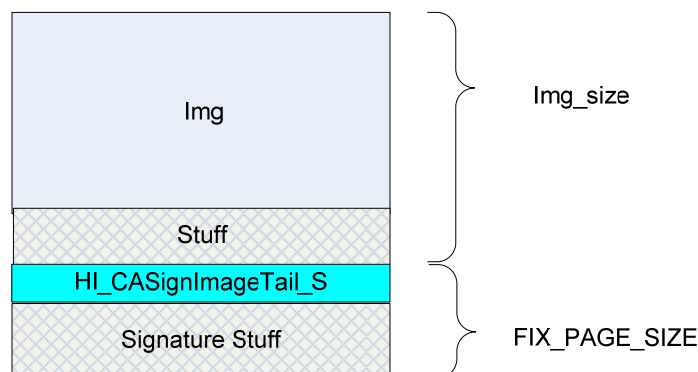 Img
Img_size
Stuff
HI_CASignImageTail_S
Signature Stuff
FIX_PAGE_SIZE